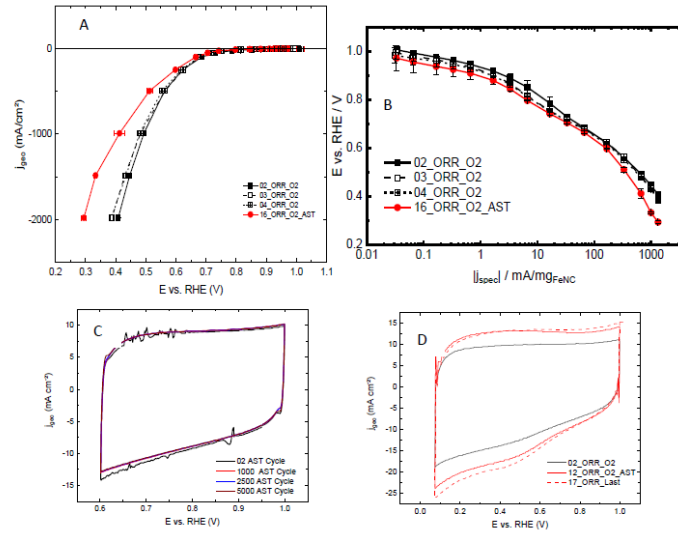 A
j_geo (mA/cm²)
0
-1000
-2000
02_ORR_O2
03_ORR_O2
04_ORR_O2
16_ORR_O2_AST
0.2 0.3 0.4 0.5 0.6 0.7 0.8 0.9 1.0 1.1
E vs. RHE (V)
B
E vs. RHE / V
1.0
0.8
0.6
0.4
0.2
02_ORR_O2
03_ORR_O2
04_ORR_O2
16_ORR_O2_AST
0.01 0.1 1 10 100 1000
|j_spec| / mA/mg_FeNC
C
j_geo (mA cm⁻²)
10
5
0
-5
-10
-15
02 AST Cycle
1000 AST Cycle
2500 AST Cycle
5000 AST Cycle
0.6 0.7 0.8 0.9 1.0
E vs. RHE (V)
D
j_geo (mA cm⁻²)
15
10
5
0
-5
-10
-15
-20
-25
02_ORR_O2
12_ORR_O2_AST
17_ORR_Last
0.0 0.2 0.4 0.6 0.8 1.0
E vs. RHE (V)